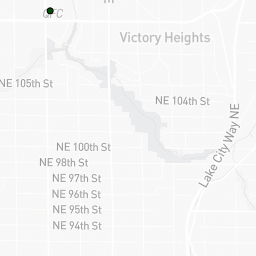 QFC
Victory Heights
NE 105th St
NE 104th St
Lake City Way NE
NE 100th St
NE 98th St
NE 97th St
NE 96th St
NE 95th St
NE 94th St